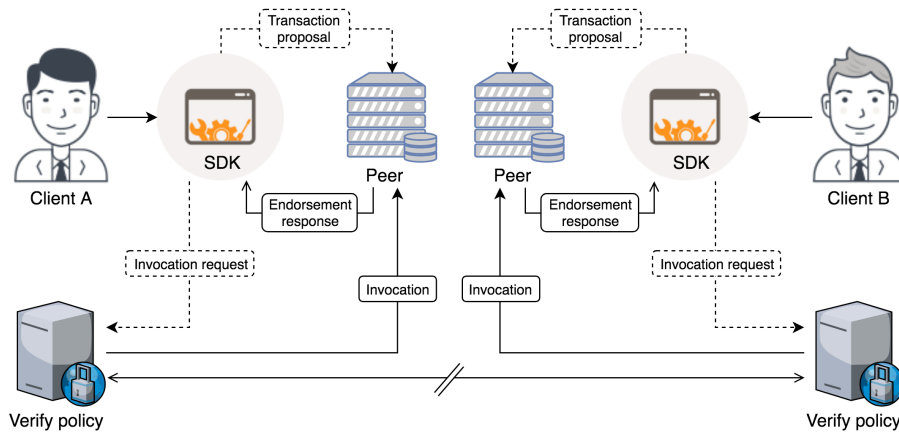 Transaction
proposal
Transaction
proposal
SDK
SDK
Peer
Peer
Client A
Client B
Endorsement
response
Endorsement
response
Invocation request
Invocation request
Invocation
Invocation
Verify policy
Verify policy